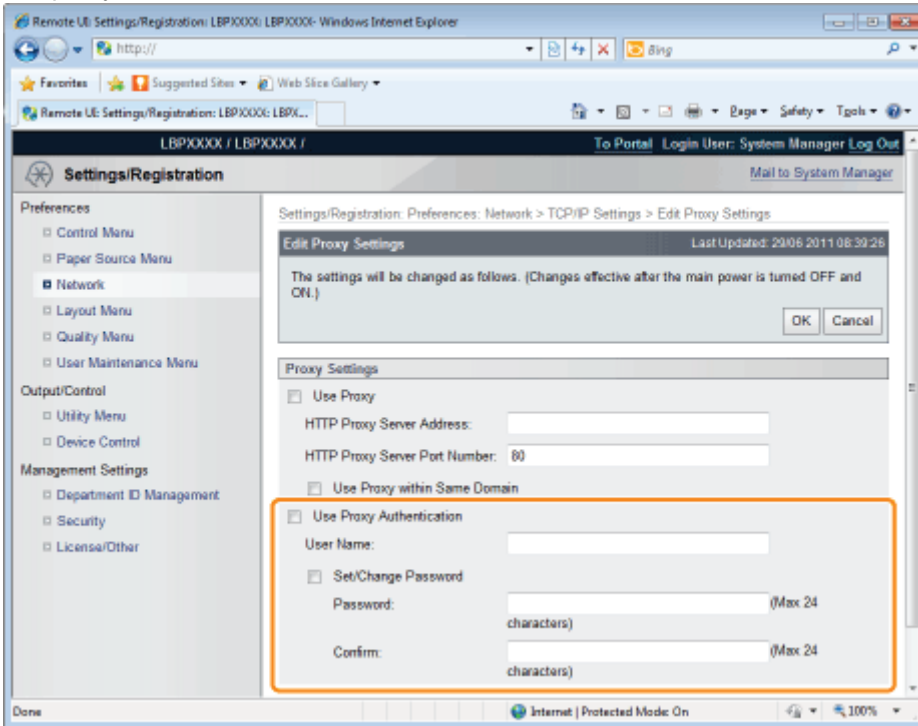 Remote UI: Settings/Registration: LBPXXXX: LBPXXXX- Windows Internet Explorer
http://
Bing
Favorites Suggested Sites Web Slice Gallery
Remote UI: Settings/Registration: LBPXXXX: LBPX...
Page Safety Tools
LBPXXXX / LBPXXXX / To Portal Login User: System Manager Log Out
Settings/Registration Mail to System Manager
Preferences
Control Menu
Paper Source Menu
Network
Layout Menu
Quality Menu
User Maintenance Menu
Output/Control
Utility Menu
Device Control
Management Settings
Department ID Management
Security
License/Other
Settings/Registration: Preferences: Network > TCP/IP Settings > Edit Proxy Settings
Edit Proxy Settings Last Updated: 29/06 2011 08:39:26
The settings will be changed as follows. (Changes effective after the main power is turned OFF and
ON.)
OK Cancel
Proxy Settings
Use Proxy
HTTP Proxy Server Address:
HTTP Proxy Server Port Number: 80
Use Proxy within Same Domain
Use Proxy Authentication
User Name:
Set/Change Password
Password: (Max 24
characters)
Confirm: (Max 24
characters)
Done Internet | Protected Mode: On 100%